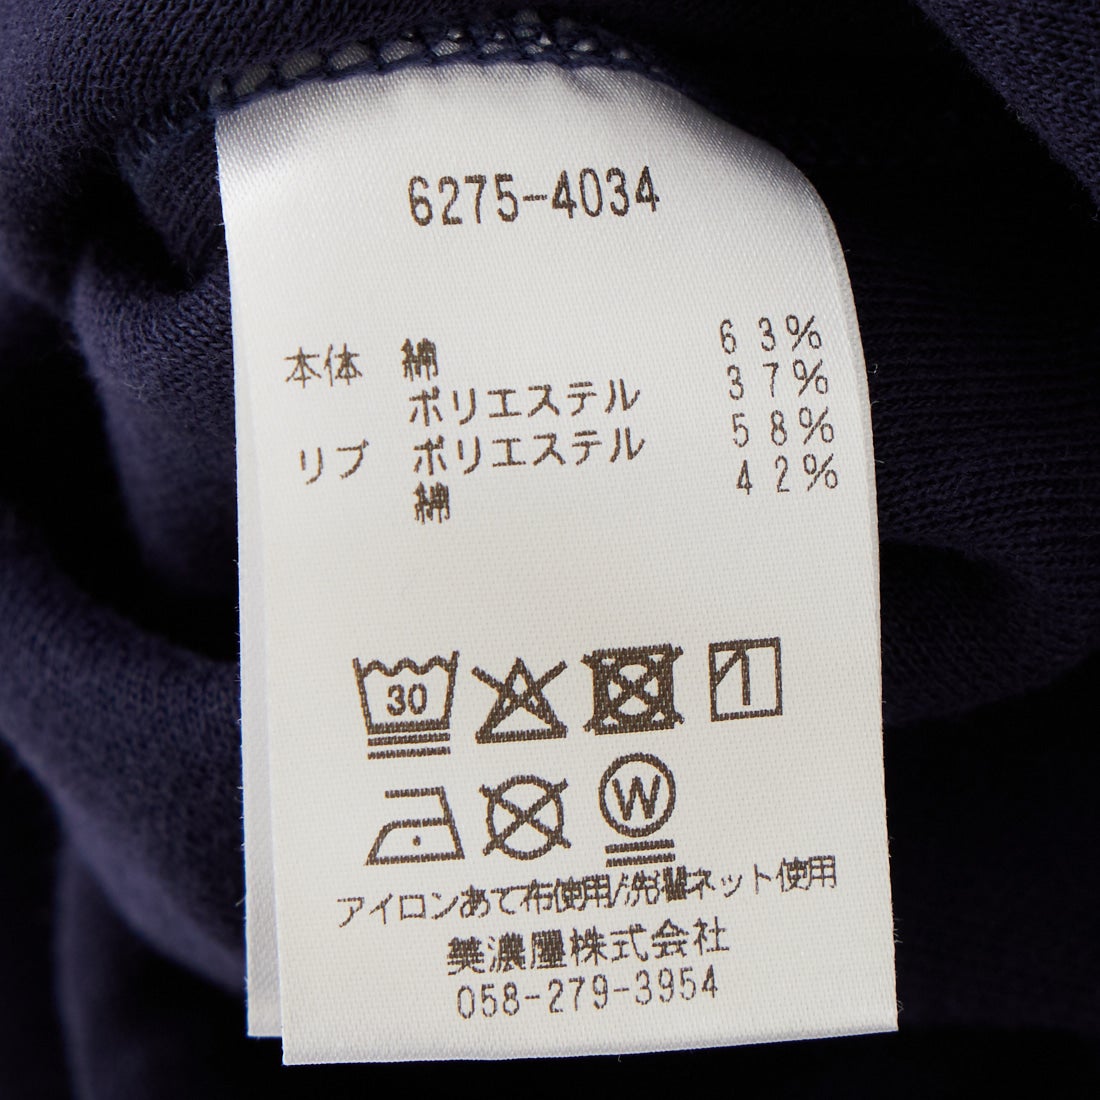 6275-4034
本体 綿 63%
ポリエステル 37%
リブ ポリエステル 58%
綿 42%
30
W
アイロンあて布使用/洗濯ネット使用
美濃屋株式会社
058-279-3954